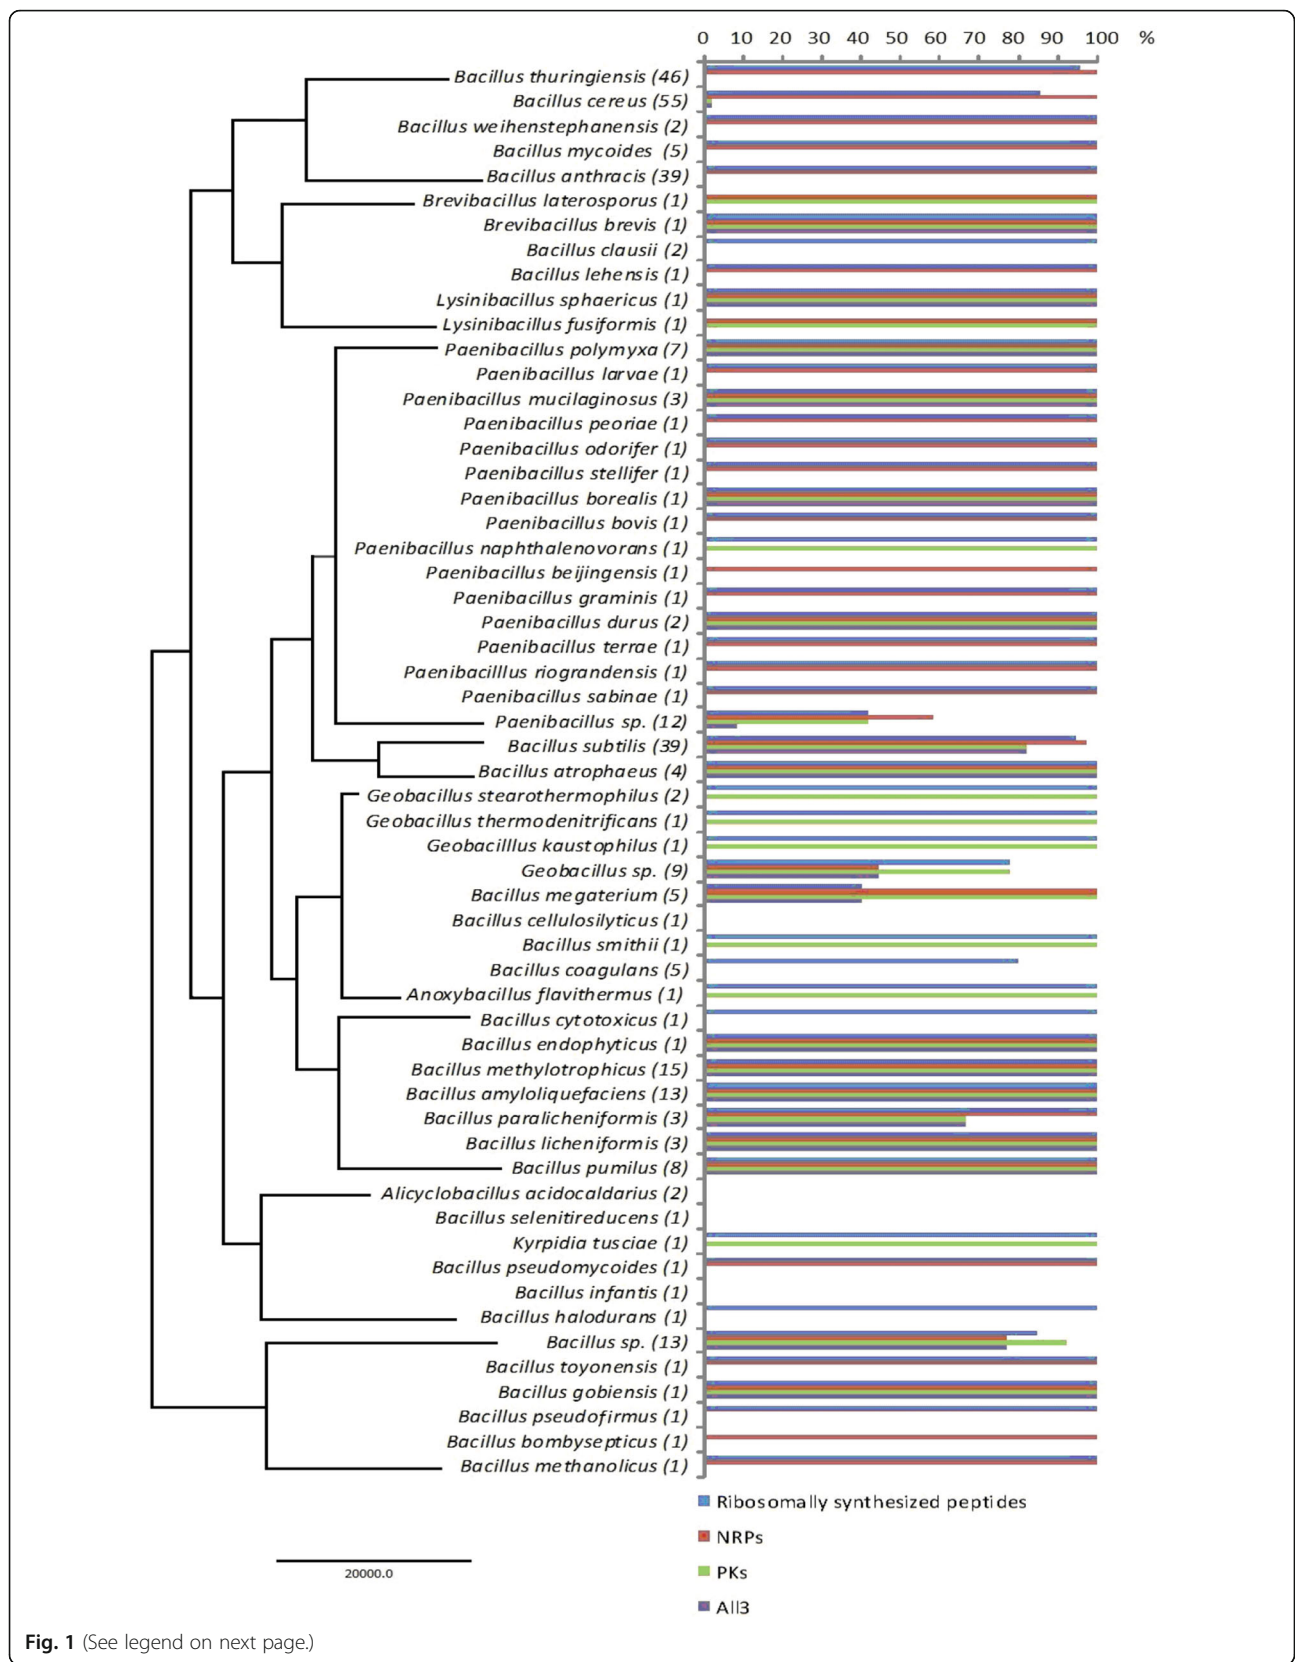 0 10 20 30 40 50 60 70 80 90 100 %
Bacillus thuringiensis (46)
Bacillus cereus (55)
Bacillus weihenstephanensis (2)
Bacillus mycoides (5)
Bacillus anthracis (39)
Brevibacillus laterosporus (1)
Brevibacillus brevis (1)
Bacillus clausii (2)
Bacillus lehensis (1)
Lysinibacillus sphaericus (1)
Lysinibacillus fusiformis (1)
Paenibacillus polymyxa (7)
Paenibacillus larvae (1)
Paenibacillus mucilaginosus (3)
Paenibacillus peoriae (1)
Paenibacillus odorifer (1)
Paenibacillus stellifer (1)
Paenibacillus borealis (1)
Paenibacillus bovis (1)
Paenibacillus naphthalenovorans (1)
Paenibacillus beijingensis (1)
Paenibacillus graminis (1)
Paenibacillus durus (2)
Paenibacillus terrae (1)
Paenibacilllus riograndensis (1)
Paenibacillus sabinae (1)
Paenibacillus sp. (12)
Bacillus subtilis (39)
Bacillus atrophaeus (4)
Geobacillus stearothermophilus (2)
Geobacillus thermodenitrificans (1)
Geobacilllus kaustophilus (1)
Geobacillus sp. (9)
Bacillus megaterium (5)
Bacillus cellulosilyticus (1)
Bacillus smithii (1)
Bacillus coagulans (5)
Anoxybacillus flavithermus (1)
Bacillus cytotoxicus (1)
Bacillus endophyticus (1)
Bacillus methylotrophicus (15)
Bacillus amyloliquefaciens (13)
Bacillus paralicheniformis (3)
Bacillus licheniformis (3)
Bacillus pumilus (8)
Alicyclobacillus acidocaldarius (2)
Bacillus selenitireducens (1)
Kyrpidia tusciae (1)
Bacillus pseudomycoides (1)
Bacillus infantis (1)
Bacillus halodurans (1)
Bacillus sp. (13)
Bacillus toyonensis (1)
Bacillus gobiensis (1)
Bacillus pseudofirmus (1)
Bacillus bombysepticus (1)
Bacillus methanolicus (1)
Ribosomally synthesized peptides
NRPs
PKs
All3
20000.0
Fig. 1 (See legend on next page.)